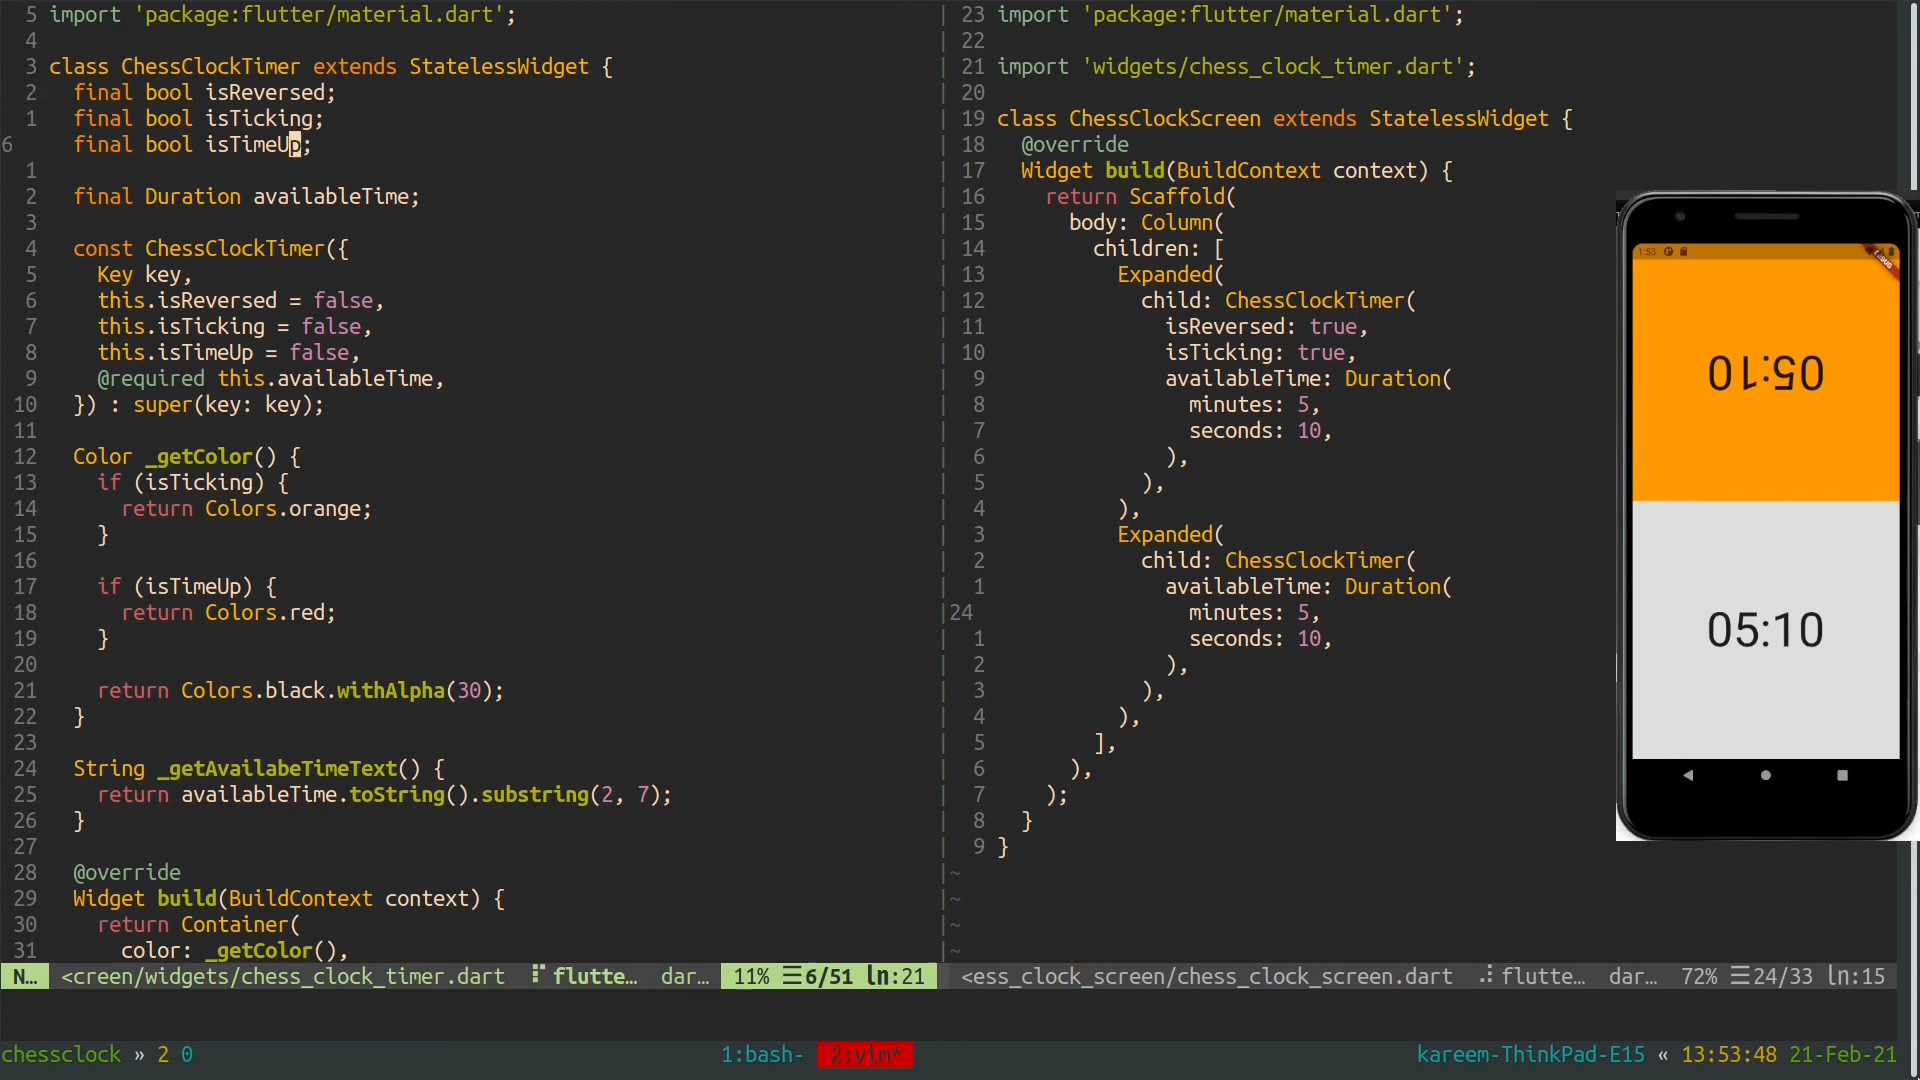 5 import 'package:flutter/material.dart';
4
3 class ChessClockTimer extends StatelessWidget {
2   final bool isReversed;
1   final bool isTicking;
6   final bool isTimeUp;
1
2   final Duration availableTime;
3
4   const ChessClockTimer({
5     Key key,
6     this.isReversed = false,
7     this.isTicking = false,
8     this.isTimeUp = false,
9     @required this.availableTime,
10   }) : super(key: key);
11
12   Color _getColor() {
13     if (isTicking) {
14       return Colors.orange;
15     }
16
17     if (isTimeUp) {
18       return Colors.red;
19     }
20
21     return Colors.black.withAlpha(30);
22   }
23
24   String _getAvailabeTimeText() {
25     return availableTime.toString().substring(2, 7);
26   }
27
28   @override
29   Widget build(BuildContext context) {
30     return Container(
31       color: _getColor(),
N… <creen/widgets/chess_clock_timer.dart flutte… dar… 11% ☰6/51 ln:21
23 import 'package:flutter/material.dart';
22
21 import 'widgets/chess_clock_timer.dart';
20
19 class ChessClockScreen extends StatelessWidget {
18   @override
17   Widget build(BuildContext context) {
16     return Scaffold(
15       body: Column(
14         children: [
13           Expanded(
12             child: ChessClockTimer(
11               isReversed: true,
10               isTicking: true,
9               availableTime: Duration(
8                 minutes: 5,
7                 seconds: 10,
6               ),
5             ),
4           ),
3           Expanded(
2             child: ChessClockTimer(
1               availableTime: Duration(
24                 minutes: 5,
1                 seconds: 10,
2               ),
3             ),
4           ),
5         ],
6       ),
7     );
8   }
9 }
~
~
~
~
<ess_clock_screen/chess_clock_screen.dart flutte… dar… 72% ☰24/33 ln:15
1:53
DEBUG
05:10
05:10
chessclock » 2 0
1:bash- 2:vim*
kareem-ThinkPad-E15 « 13:53:48 21-Feb-21